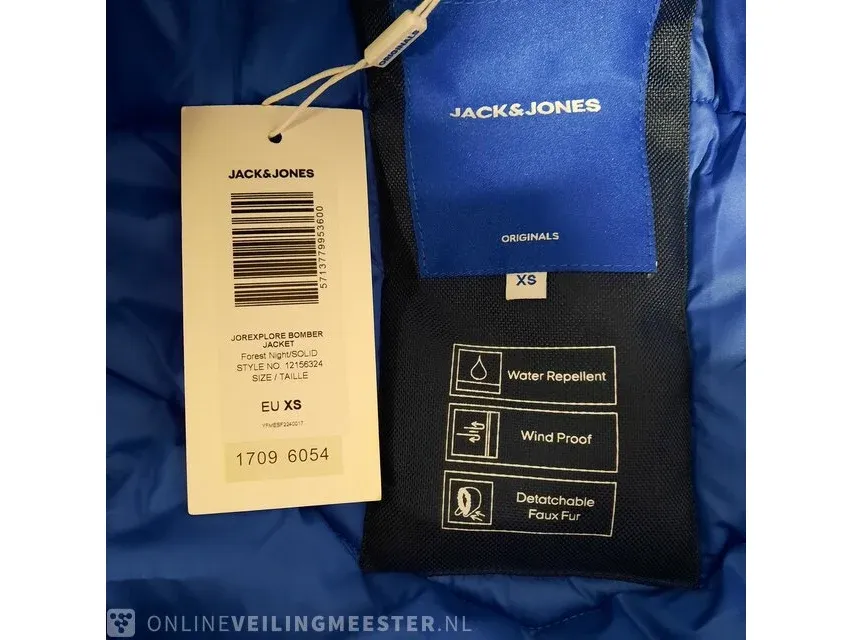 ORIGINALS
JACK&JONES
ORIGINALS
XS
JACK&JONES
5713779953600
JOREXPLORE BOMBER
JACKET
Forest Night/SOLID
STYLE NO. 12156324
SIZE / TAILLE
EU XS
1709 6054
Water Repellent
Wind Proof
Detatchable
Faux Fur
ONLINEVEILINGMEESTER.NL